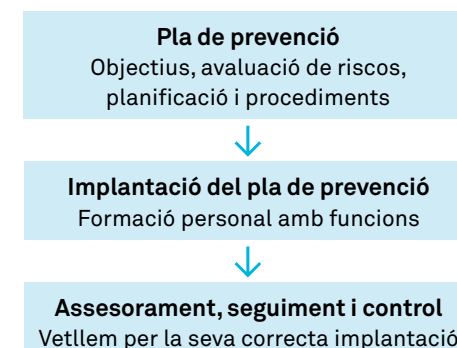 Pla de prevenció
Objectius, avaluació de riscos,
planificació i procediments
Implantació del pla de prevenció
Formació personal amb funcions
Assesorament, seguiment i control
Vetllem per la seva correcta implantació